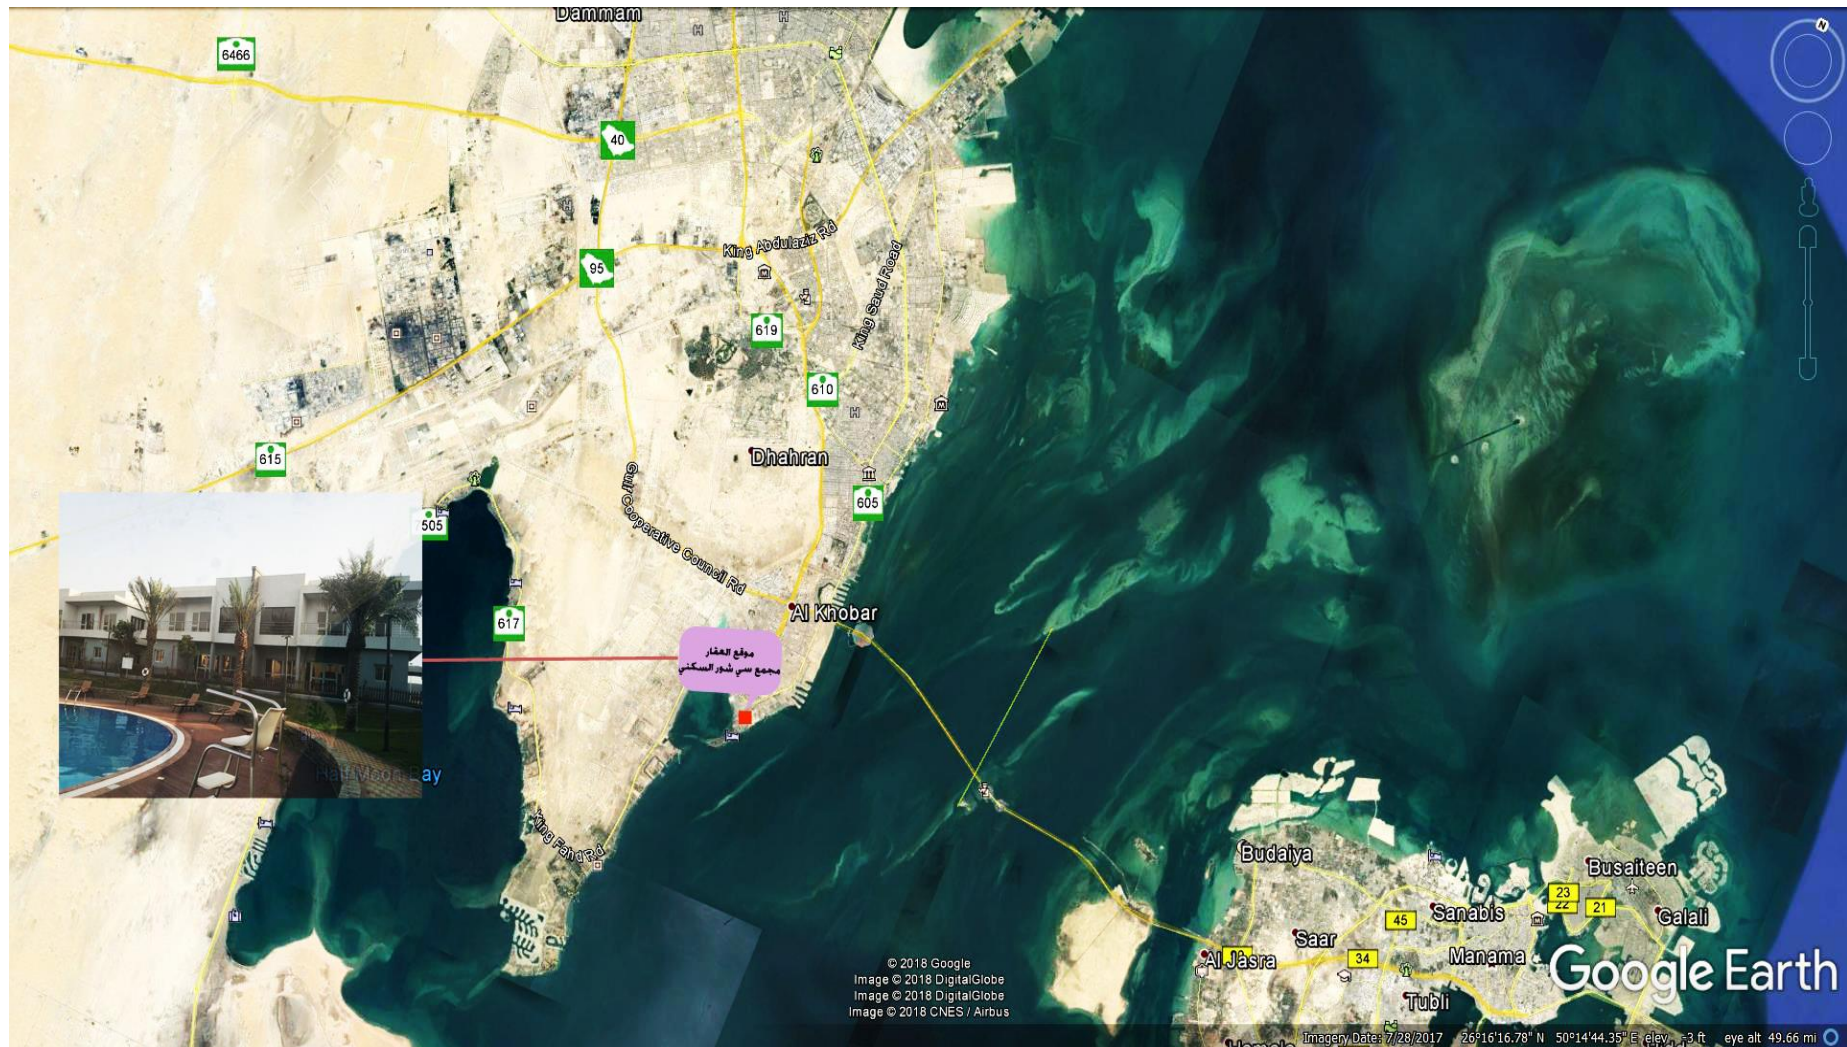 Dammam
6466
40
King Abdulaziz Rd
95
King Saud Road
619
610
615
Dhahran
605
505
Gulf Cooperative Council Rd
617
Al Khobar
موقع العقار
مجمع سي شور السكني
Half Moon Bay
King Fahd Rd
Budaiya
Busaiteen
23
22
21
45
Sanabis
Galali
Saar
34
Manama
Al Jasra
Tubli
Google Earth
© 2018 Google
Image © 2018 DigitalGlobe
Image © 2018 DigitalGlobe
Image © 2018 CNES / Airbus
N
Imagery Date: 7/28/2017 26°16'16.78" N 50°14'44.35" E elev -3 ft eye alt 49.66 mi